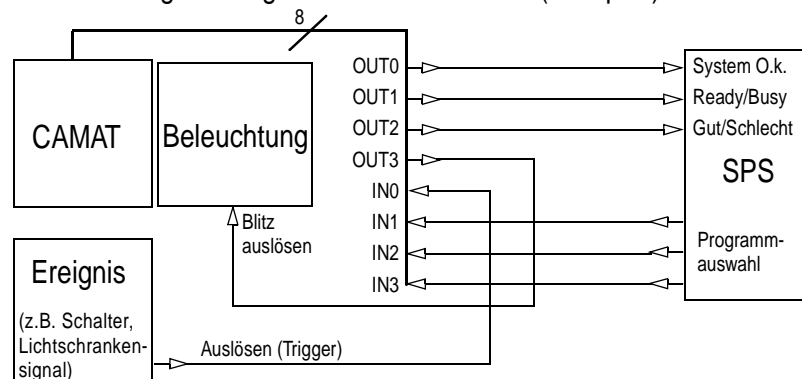 8
OUT0
System O.k.
OUT1
Ready/Busy
CAMAT
Beleuchtung
OUT2
Gut/Schlecht
OUT3
SPS
IN0
Blitz
auslösen
IN1
IN2
Programm-
auswahl
IN3
Ereignis
(z.B. Schalter,
Lichtschranken-
signal)
Auslösen (Trigger)